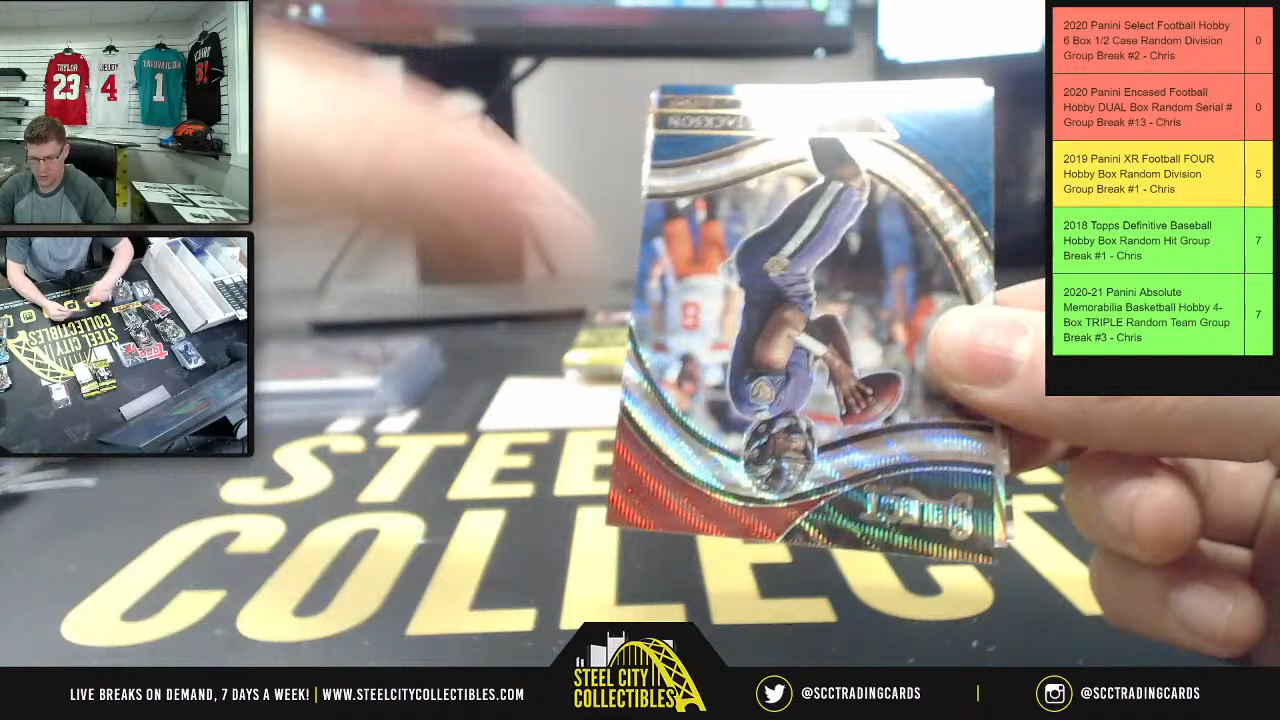 TAYLOR
23
JEUDY
4
TAGOVAILOA
1
2020 Panini Select Football Hobby
6 Box 1/2 Case Random Division
Group Break #2 - Chris
0
2020 Panini Encased Football
Hobby DUAL Box Random Serial #
Group Break #13 - Chris
0
2019 Panini XR Football FOUR
Hobby Box Random Division
Group Break #1 - Chris
5
2018 Topps Definitive Baseball
Hobby Box Random Hit Group
Break #1 - Chris
7
2020-21 Panini Absolute
Memorabilia Basketball Hobby 4-
Box TRIPLE Random Team Group
Break #3 - Chris
7
JACKSON
8
STEEL CITY
COLLECTIBLES
Topps
STEE
COLLECT
LIVE BREAKS ON DEMAND, 7 DAYS A WEEK! | WWW.STEELCITYCOLLECTIBLES.COM
STEEL CITY
COLLECTIBLES
@SCCTRADINGCARDS
@SCCTRADINGCARDS